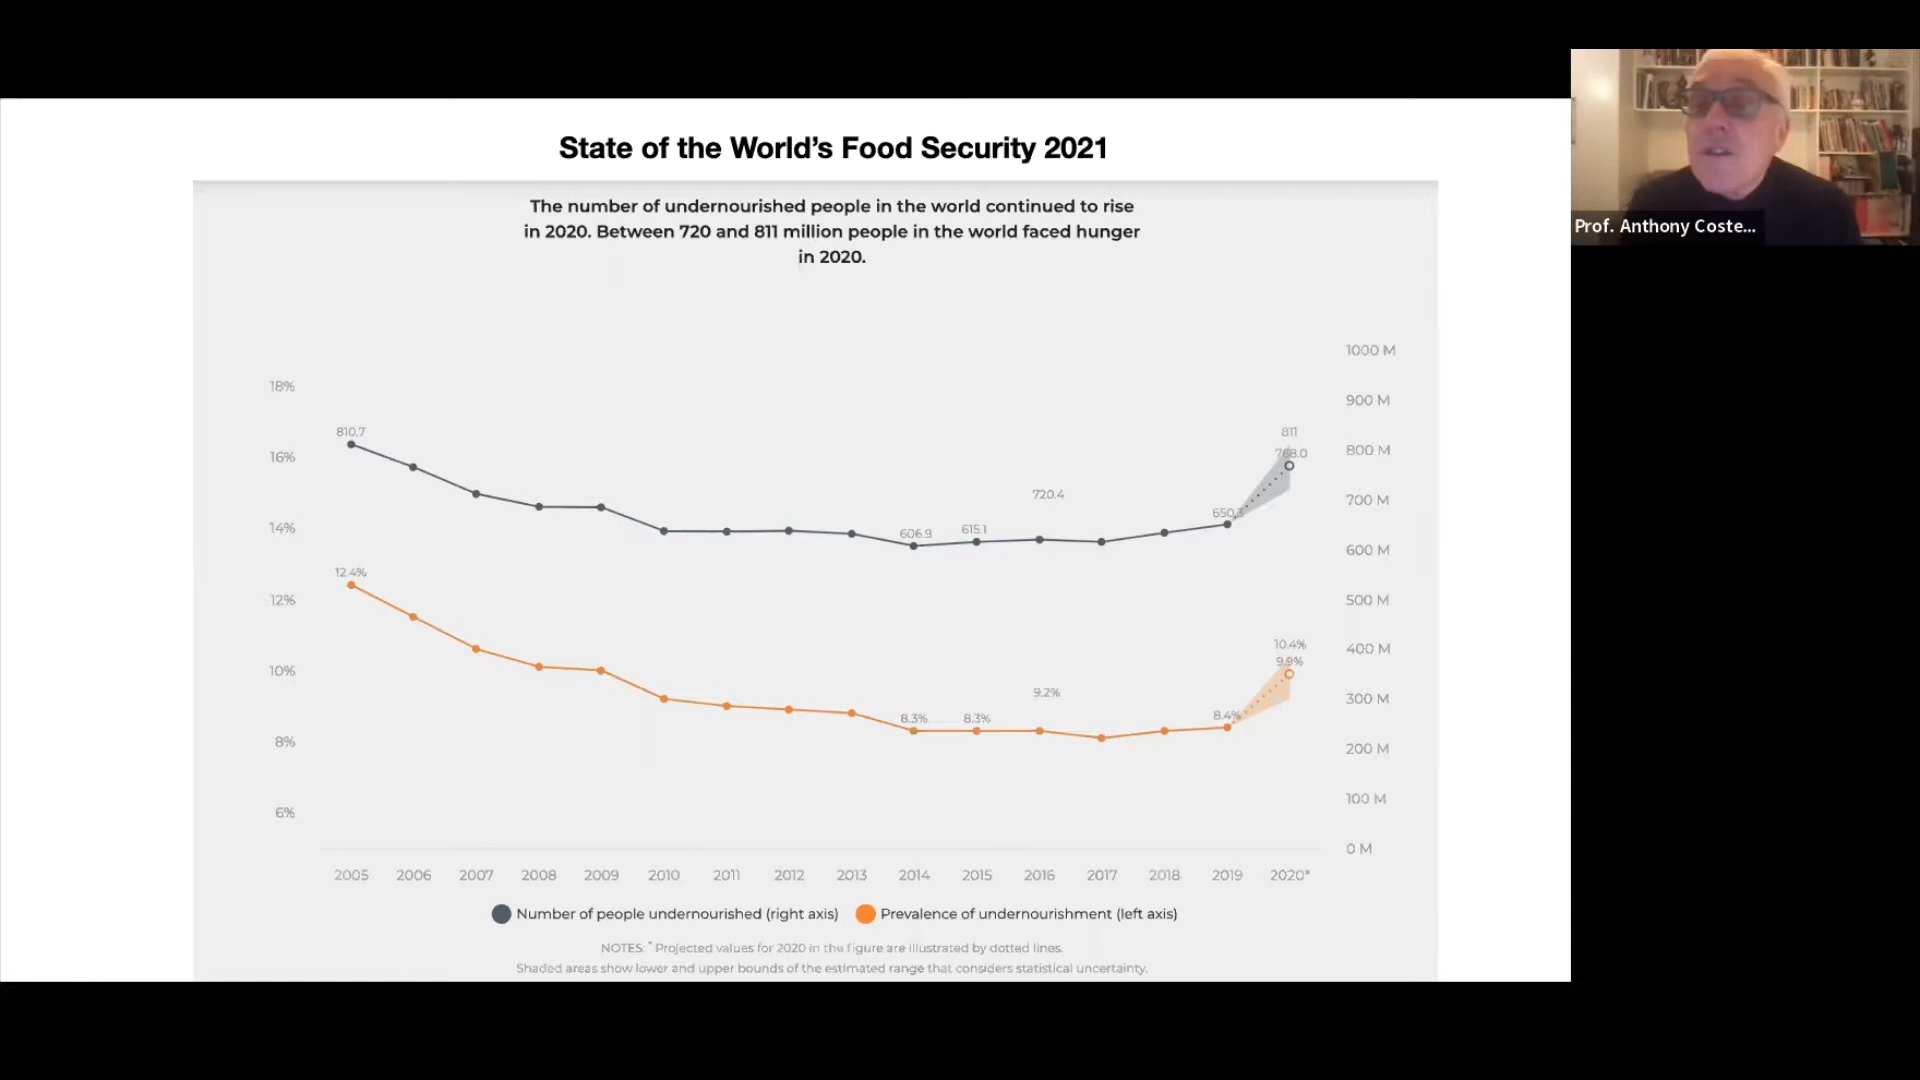 State of the World's Food Security 2021
The number of undernourished people in the world continued to rise
in 2020. Between 720 and 811 million people in the world faced hunger
in 2020.
Prof. Anthony Coste...
1000 M
900 M
800 M
700 M
600 M
500 M
400 M
300 M
200 M
100 M
0 M
18%
16%
14%
12%
10%
8%
6%
810.7
606.9
615.1
720.4
650.3
811
768.0
12.4%
8.3%
8.3%
9.2%
8.4%
10.4%
9.9%
2005 2006 2007 2008 2009 2010 2011 2012 2013 2014 2015 2016 2017 2018 2019 2020*
Number of people undernourished (right axis) Prevalence of undernourishment (left axis)
NOTES: * Projected values for 2020 in the figure are illustrated by dotted lines.
Shaded areas show lower and upper bounds of the estimated range that considers statistical uncertainty.